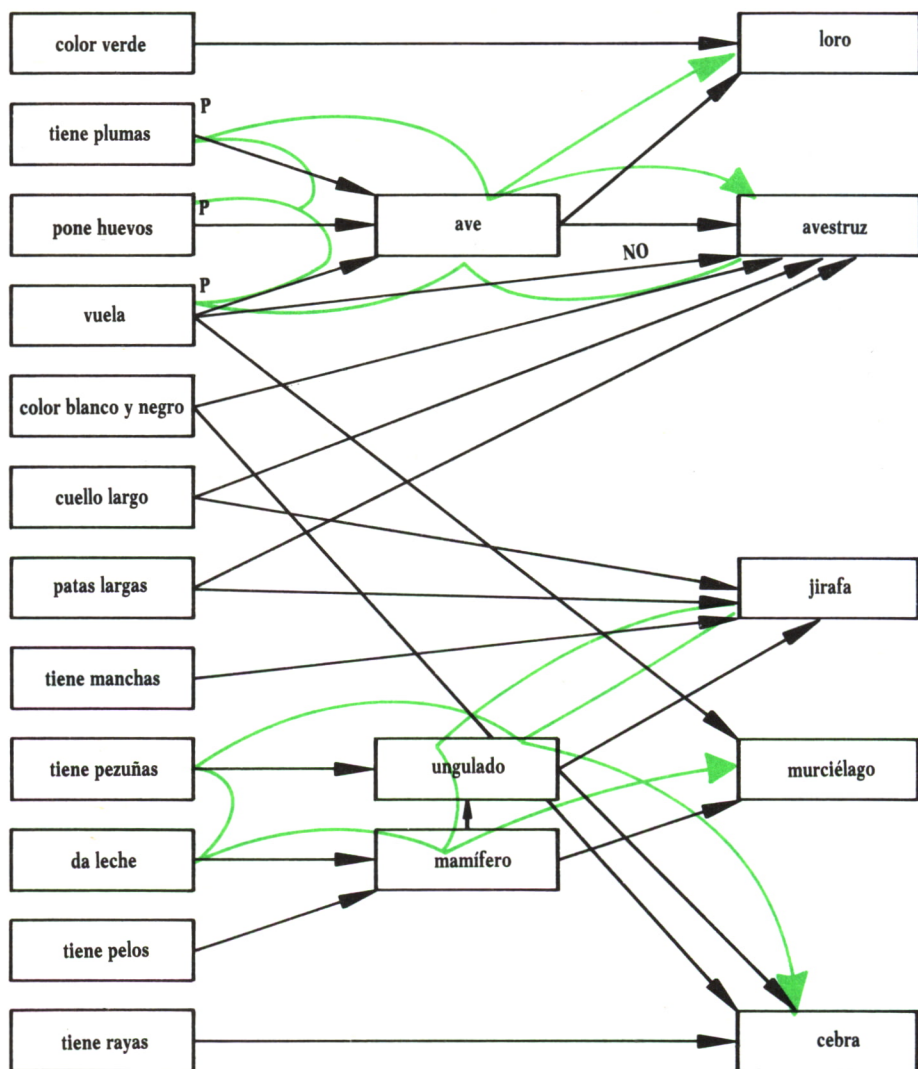 color verde
loro
P
tiene plumas
P
pone huevos
ave
avestruz
NO
P
vuela
color blanco y negro
cuello largo
patas largas
jirafa
tiene manchas
tiene pezuñas
ungulado
murciélago
da leche
mamífero
tiene pelos
tiene rayas
cebra